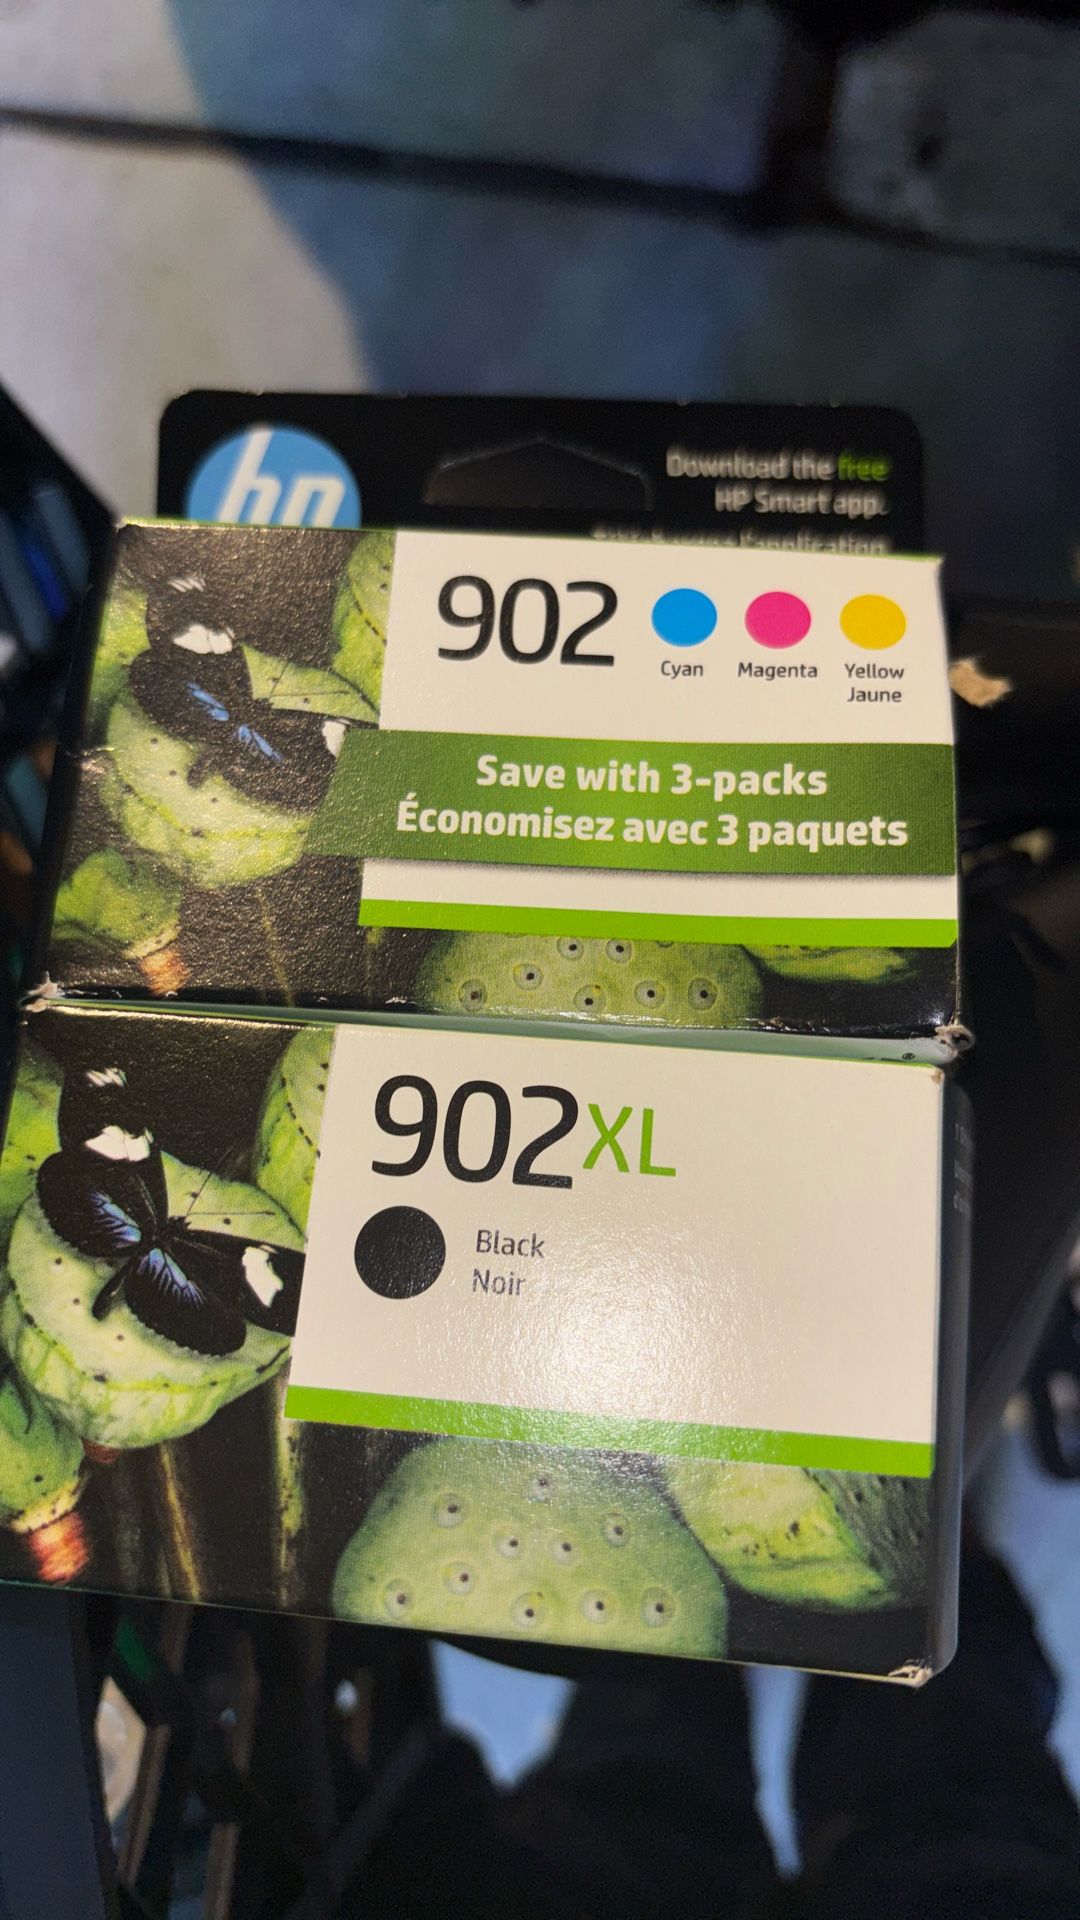 hp
Download the free
HP Smart app.
902
Cyan
Magenta
Yellow
Jaune
Save with 3-packs
Économisez avec 3 paquets
902XL
Black
Noir